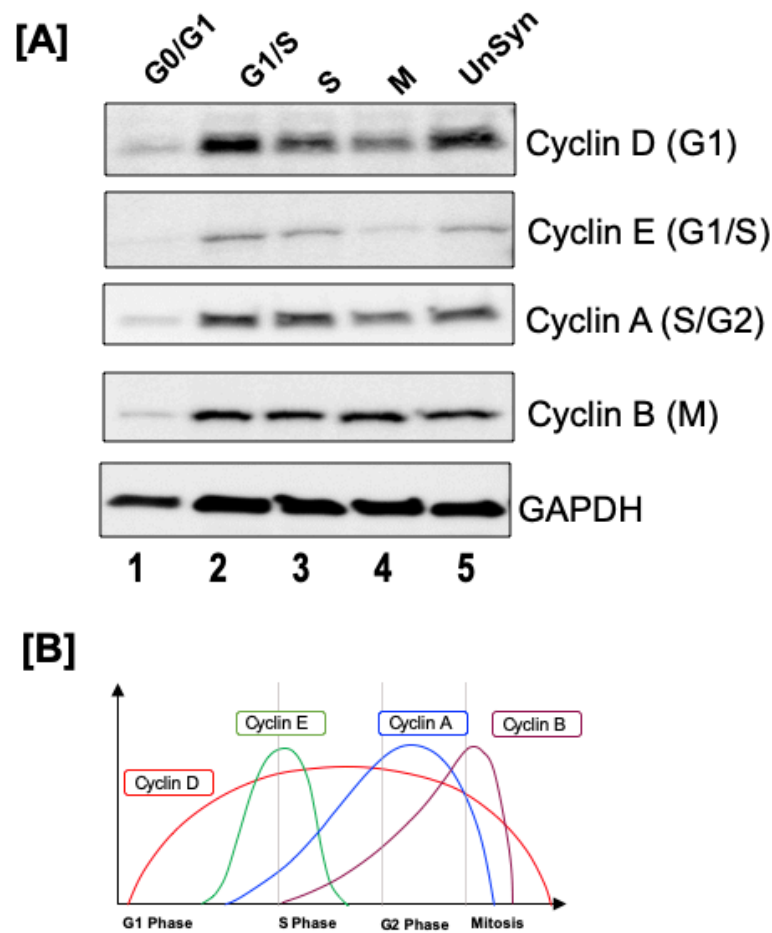 [A]
G0/G1 G1/S S M UnSyn
Cyclin D (G1)
Cyclin E (G1/S)
Cyclin A (S/G2)
Cyclin B (M)
GAPDH
1 2 3 4 5
[B]
Cyclin E Cyclin A Cyclin B
Cyclin D
G1 Phase S Phase G2 Phase Mitosis